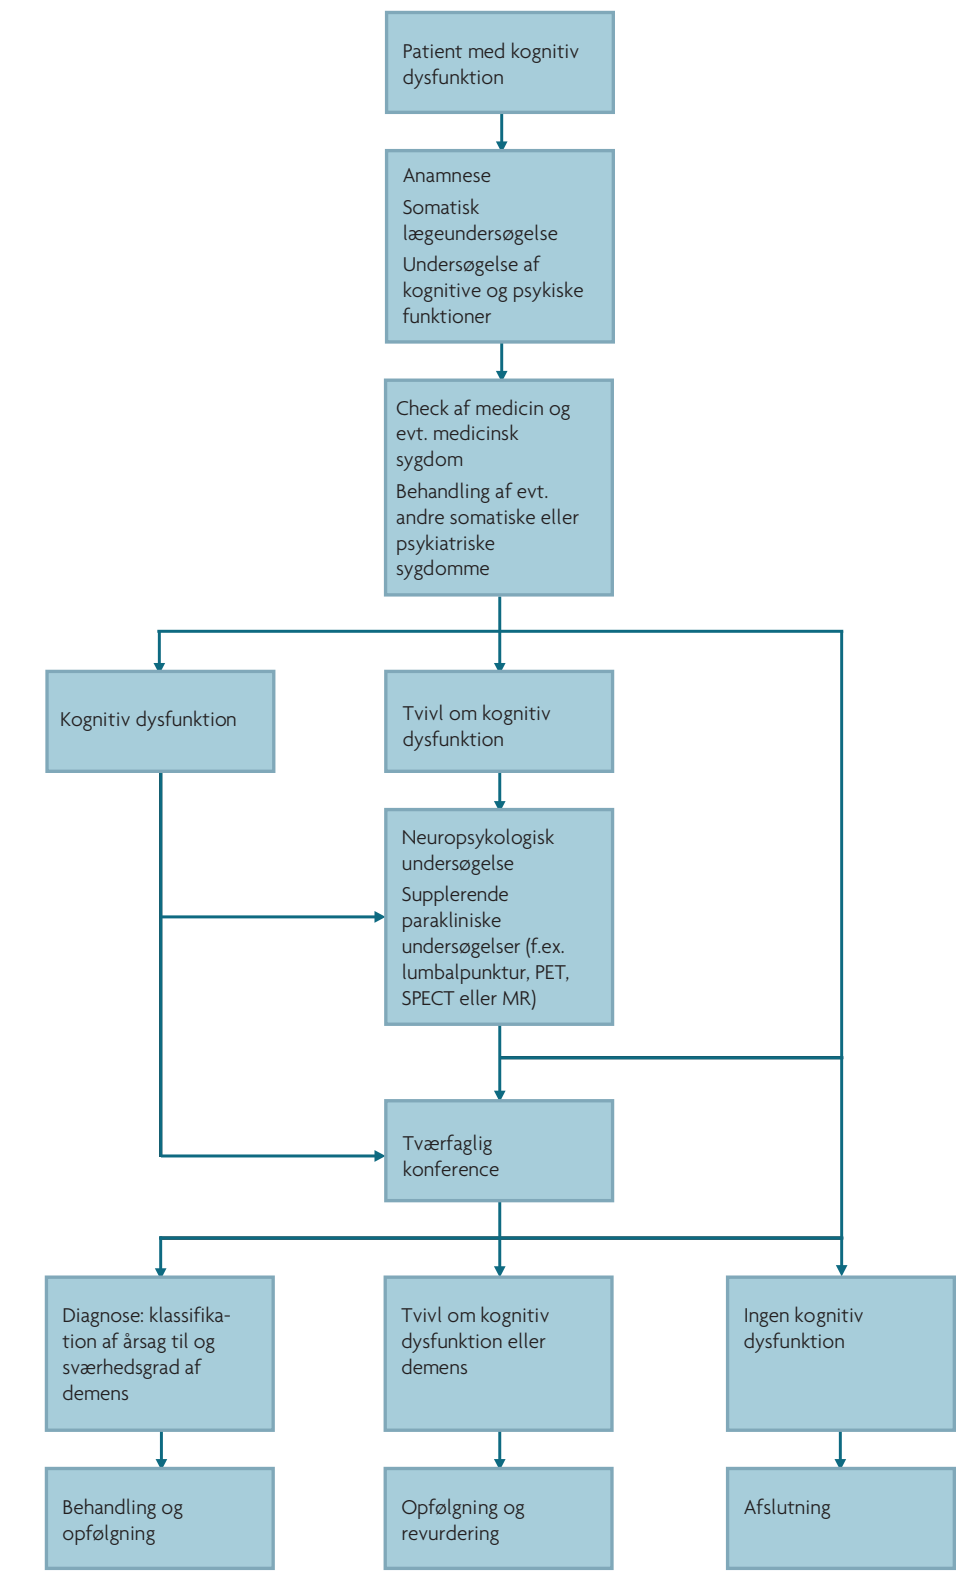 Patient med kognitiv
dysfunktion
Anamnese
Somatisk
lægeundersøgelse
Undersøgelse af
kognitive og psykiske
funktioner
Check af medicin og
evt. medicinsk
sygdom
Behandling af evt.
andre somatiske eller
psykiatriske
sygdomme
Kognitiv dysfunktion
Tvivl om kognitiv
dysfunktion
Neuropsykologisk
undersøgelse
Supplerende
parakliniske
undersøgelser (f.ex.
lumbalpunktur, PET,
SPECT eller MR)
Tværfaglig
konference
Diagnose: klassifika-
tion af årsag til og
sværhedsgrad af
demens
Tvivl om kognitiv
dysfunktion eller
demens
Ingen kognitiv
dysfunktion
Behandling og
opfølgning
Opfølgning og
revurdering
Afslutning